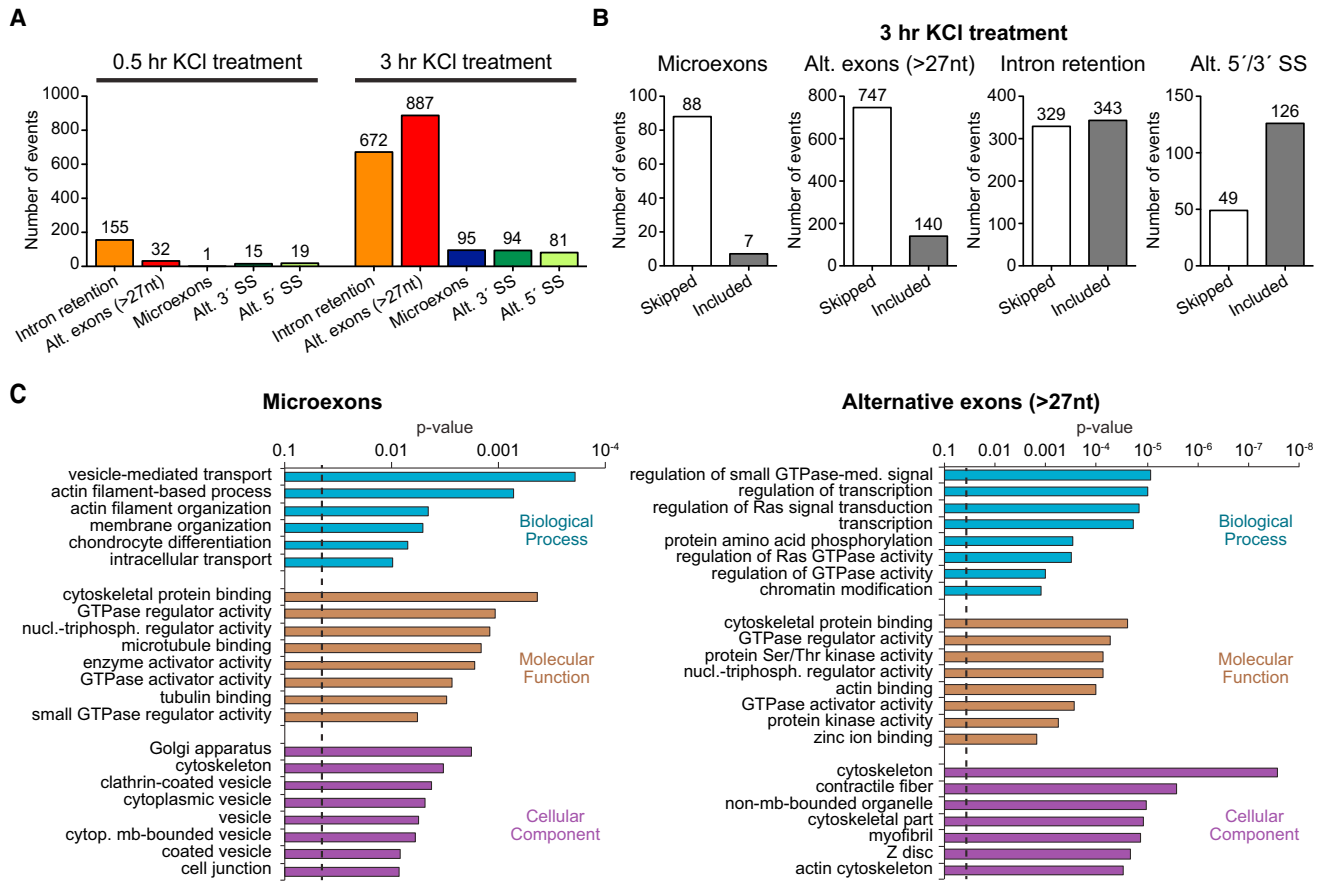 A
0.5 hr KCl treatment
3 hr KCl treatment
Number of events
1000
800
600
400
200
0
155
32
1
15
19
672
887
95
94
81
Intron retention
Alt. exons (>27nt)
Microexons
Alt. 3´ SS
Alt. 5´ SS
Intron retention
Alt. exons (>27nt)
Microexons
Alt. 3´ SS
Alt. 5´ SS
B
3 hr KCl treatment
Microexons
Number of events
100
80
60
40
20
0
88
7
Skipped
Included
Alt. exons (>27nt)
Number of events
800
600
400
200
0
747
140
Skipped
Included
Intron retention
Number of events
400
300
200
100
0
329
343
Skipped
Included
Alt. 5´/3´ SS
Number of events
150
100
50
0
49
126
Skipped
Included
C
Microexons
p-value
0.1
0.01
0.001
10-4
vesicle-mediated transport
actin filament-based process
actin filament organization
membrane organization
chondrocyte differentiation
intracellular transport
Biological
Process
cytoskeletal protein binding
GTPase regulator activity
nucl.-triphosph. regulator activity
microtubule binding
enzyme activator activity
GTPase activator activity
tubulin binding
small GTPase regulator activity
Molecular
Function
Golgi apparatus
cytoskeleton
clathrin-coated vesicle
cytoplasmic vesicle
vesicle
cytop. mb-bounded vesicle
coated vesicle
cell junction
Cellular
Component
Alternative exons (>27nt)
p-value
0.1
0.01
0.001
10-4
10-5
10-6
10-7
10-8
regulation of small GTPase-med. signal
regulation of transcription
regulation of Ras signal transduction
transcription
protein amino acid phosphorylation
regulation of Ras GTPase activity
regulation of GTPase activity
chromatin modification
Biological
Process
cytoskeletal protein binding
GTPase regulator activity
protein Ser/Thr kinase activity
nucl.-triphosph. regulator activity
actin binding
GTPase activator activity
protein kinase activity
zinc ion binding
Molecular
Function
cytoskeleton
contractile fiber
non-mb-bounded organelle
cytoskeletal part
myofibril
Z disc
actin cytoskeleton
Cellular
Component